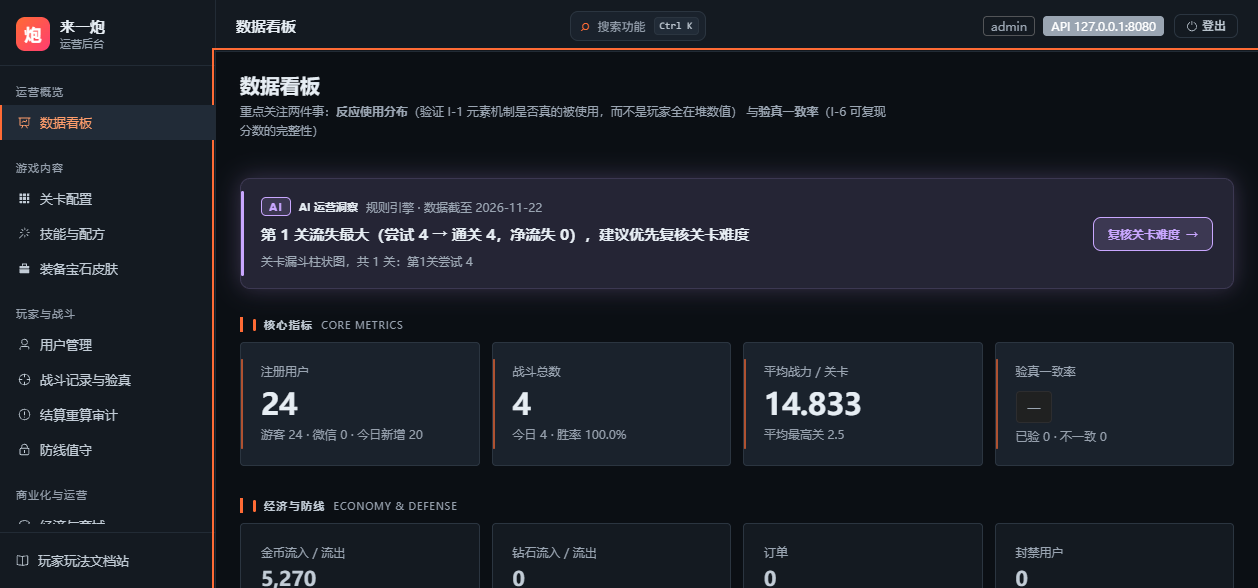 炮
来一炮
运营后台
数据看板
搜索功能 Ctrl K
admin
API 127.0.0.1:8080
登出
运营概览
数据看板
游戏内容
关卡配置
技能与配方
装备宝石皮肤
玩家与战斗
用户管理
战斗记录与验真
结算重算审计
防线值守
商业化与运营
经济与商城
玩家玩法文档站
数据看板
重点关注两件事：反应使用分布（验证 I-1 元素机制是否真的被使用，而不是玩家全在堆数值） 与验真一致率（I-6 可复现
分数的完整性）
AI AI 运营洞察 规则引擎 · 数据截至 2026-11-22
第 1 关流失最大（尝试 4 → 通关 4，净流失 0），建议优先复核关卡难度
关卡漏斗柱状图，共 1 关：第1关尝试 4
复核关卡难度 →
核心指标 CORE METRICS
注册用户
24
游客 24 · 微信 0 · 今日新增 20
战斗总数
4
今日 4 · 胜率 100.0%
平均战力 / 关卡
14.833
平均最高关 2.5
验真一致率
—
已验 0 · 不一致 0
经济与防线 ECONOMY & DEFENSE
金币流入 / 流出
5,270
钻石流入 / 流出
0
订单
0
封禁用户
0